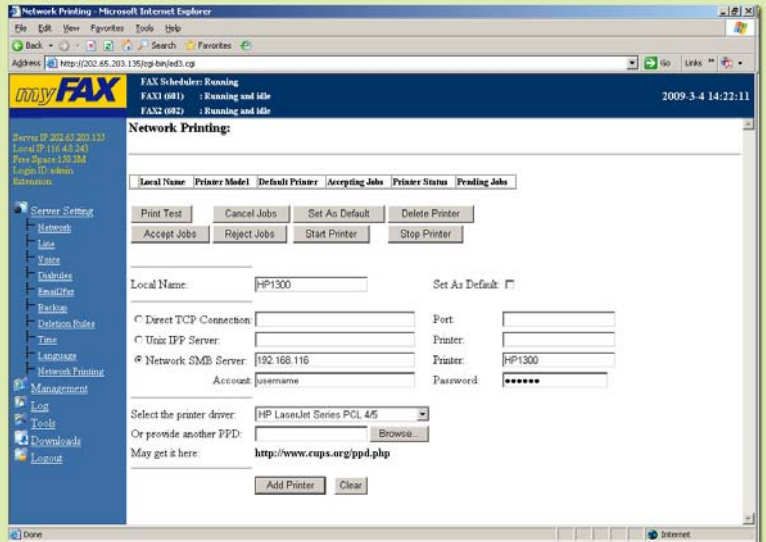 Network Printing - Microsoft Internet Explorer
File Edit View Favorites Tools Help
Back Search Favorites
Address http://202.65.203.135/cgi-bin/ed3.cgi Go Links »
myFAX
FAX Scheduler: Running
FAX1 (601) : Running and idle
FAX2 (602) : Running and idle
2009-3-4 14:22:11
Server IP:202.65.203.135
Local IP:116.48.243
Free Space:150.3M
Login ID:admin
Extension:
Server Setting
Network
Line
Voice
Dialrules
Email2fax
Backup
Deletion Rules
Time
Language
Network Printing
Management
Log
Tools
Downloads
Logout
Network Printing:
Local Name Printer Model Default Printer Accepting Jobs Printer Status Pending Jobs
Print Test Cancel Jobs Set As Default Delete Printer
Accept Jobs Reject Jobs Start Printer Stop Printer
Local Name: HP1300 Set As Default:
Direct TCP Connection: Port:
Unix IPP Server: Printer:
Network SMB Server: 192.168.116 Printer: HP1300
Account: username Password: ••••••
Select the printer driver: HP LaserJet Series PCL 4/5
Or provide another PPD: Browse...
May get it here: http://www.cups.org/ppd.php
Add Printer Clear
Done Internet